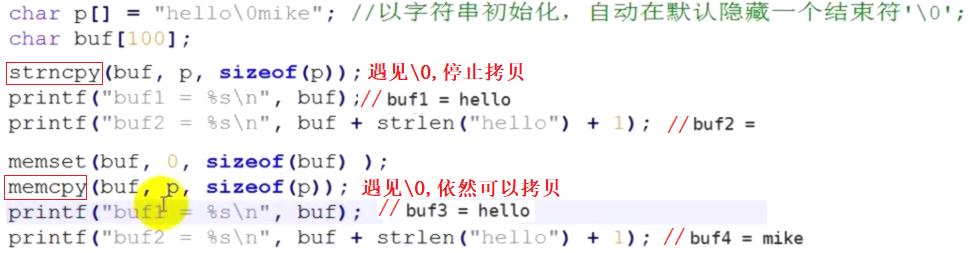 char p[] = "hello\0mike"; //以字符串初始化，自动在默认隐藏一个结束符'\0';
char buf[100];
strncpy(buf, p, sizeof(p)); 遇见\0,停止拷贝
printf("buf1 = %s\n", buf); // buf1 = hello
printf("buf2 = %s\n", buf + strlen("hello") + 1); // buf2 =
memset(buf, 0, sizeof(buf) );
memcpy(buf, p, sizeof(p)); 遇见\0,依然可以拷贝
printf("buf1 = %s\n", buf); // buf3 = hello
printf("buf2 = %s\n", buf + strlen("hello") + 1); // buf4 = mike